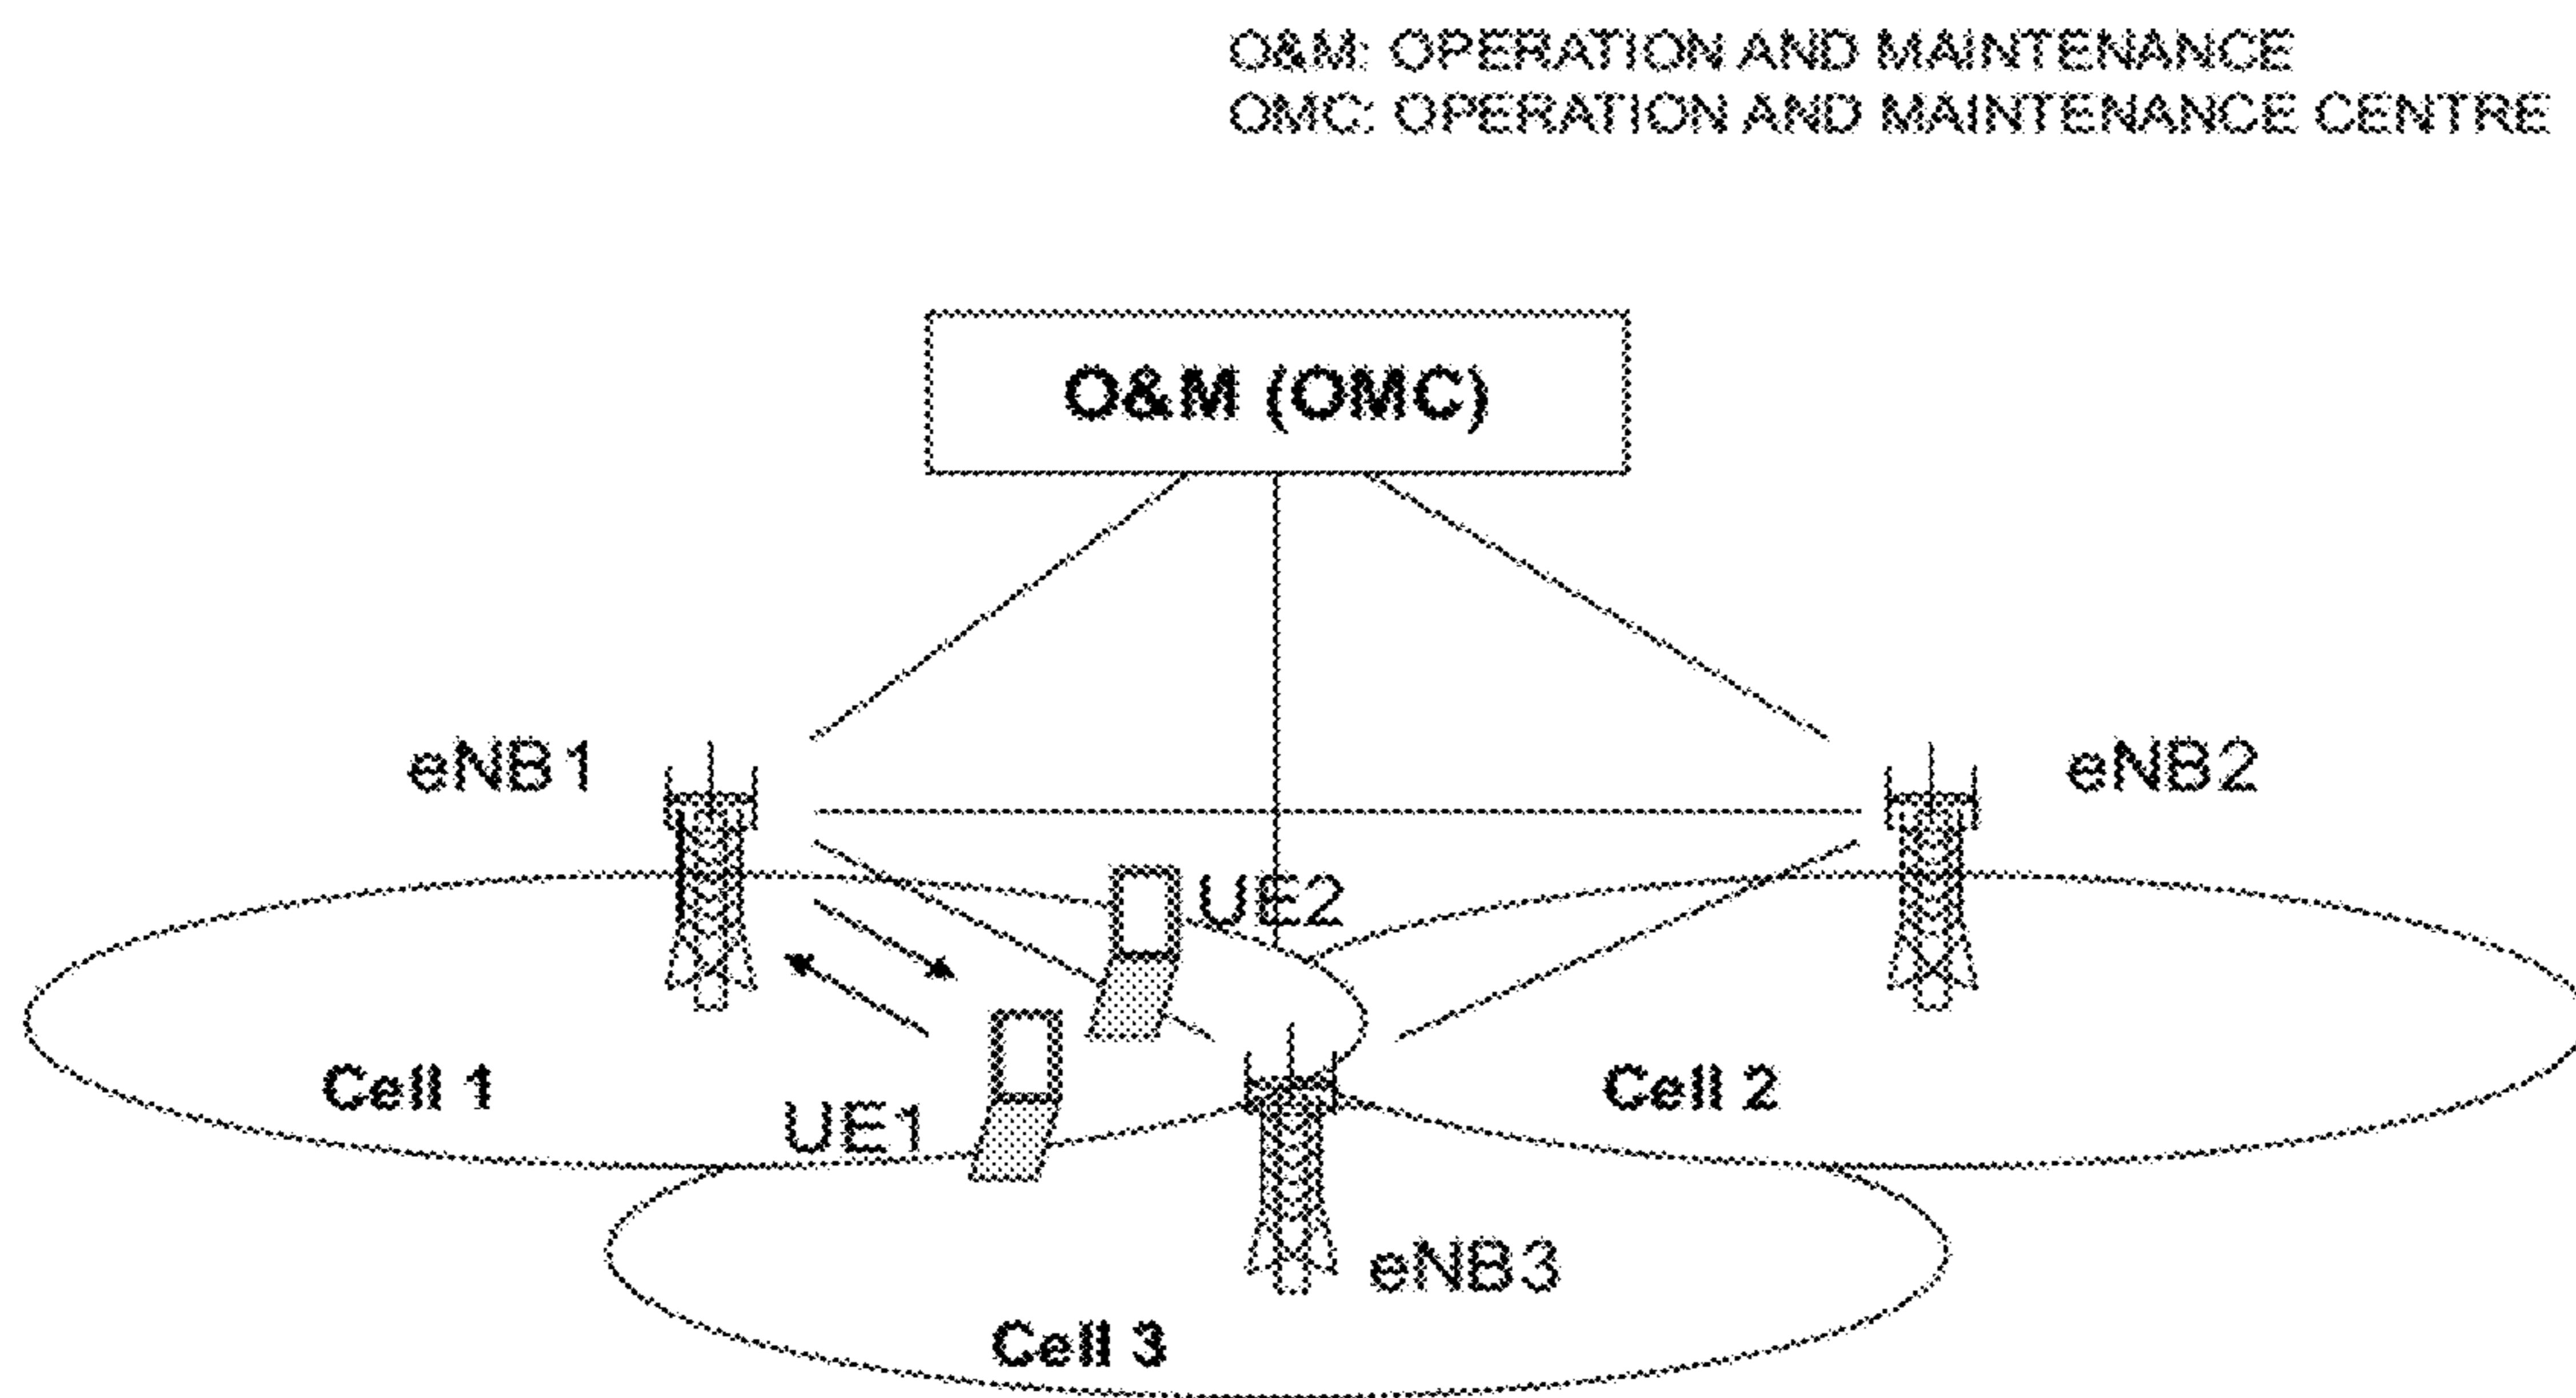 O&M: OPERATION AND MAINTENANCE
OMC: OPERATION AND MAINTENANCE CENTRE
O&M (OMC)
eNB1
eNB2
UE2
Cell 1
UE1
Cell 2
eNB3
Cell 3